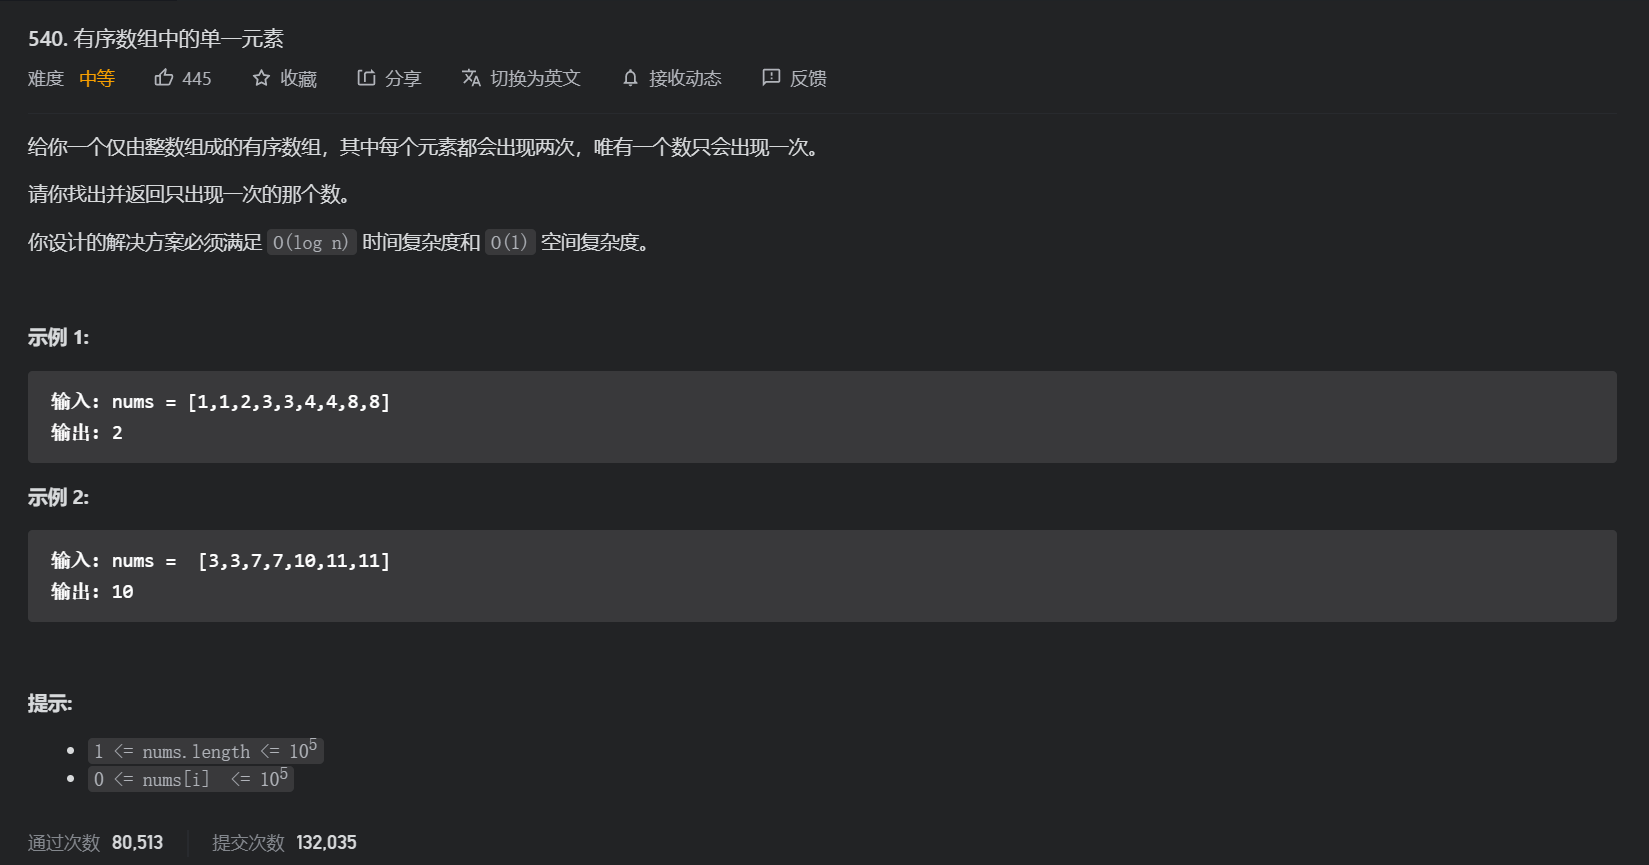 540. 有序数组中的单一元素
难度 中等 445 收藏 分享 切换为英文 接收动态 反馈
给你一个仅由整数组成的有序数组，其中每个元素都会出现两次，唯有一个数只会出现一次。
请你找出并返回只出现一次的那个数。
你设计的解决方案必须满足 O(log n) 时间复杂度和 O(1) 空间复杂度。
示例 1:
输入: nums = [1,1,2,3,3,4,4,8,8]
输出: 2
示例 2:
输入: nums =  [3,3,7,7,10,11,11]
输出: 10
提示:
• 1 <= nums.length <= 10⁵
• 0 <= nums[i]  <= 10⁵
通过次数 80,513 提交次数 132,035